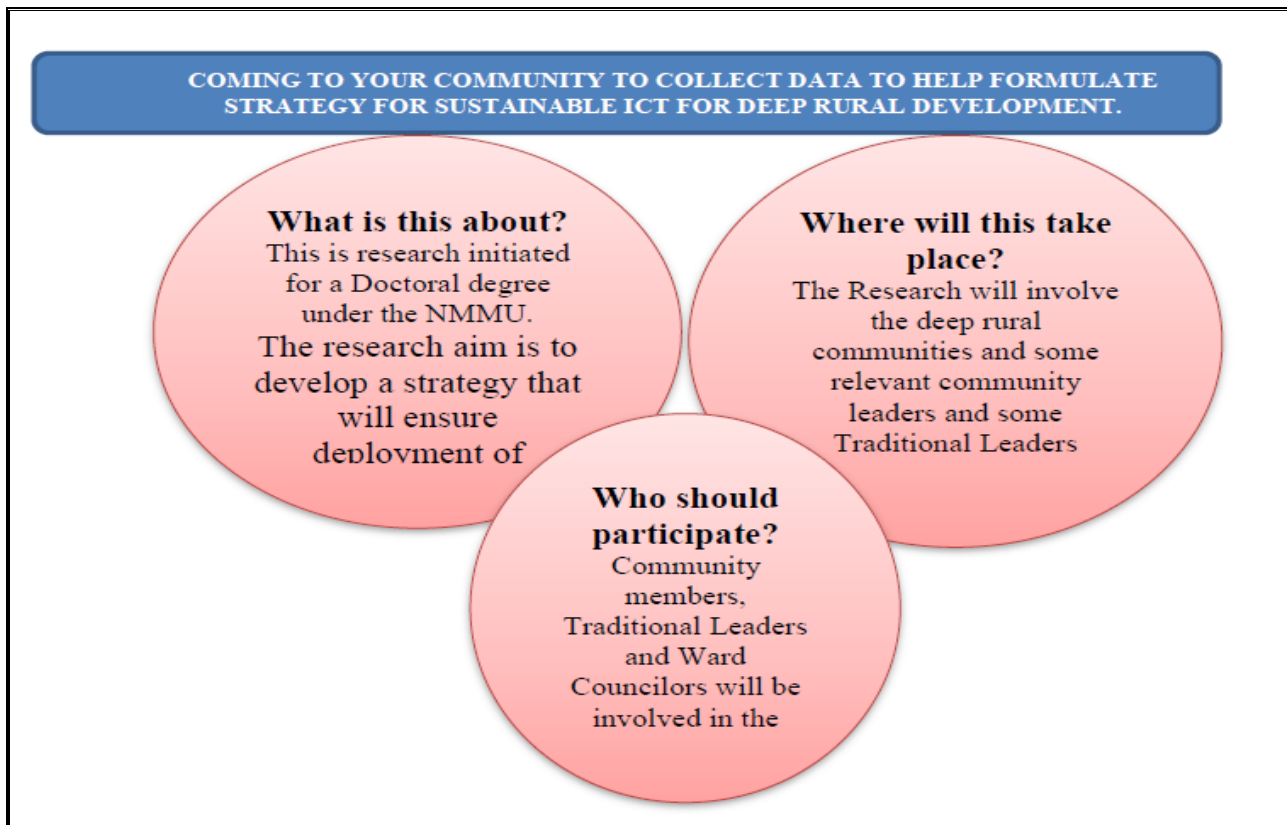 COMING TO YOUR COMMUNITY TO COLLECT DATA TO HELP FORMULATE
STRATEGY FOR SUSTAINABLE ICT FOR DEEP RURAL DEVELOPMENT.
What is this about?
This is research initiated
for a Doctoral degree
under the NMMU.
The research aim is to
develop a strategy that
will ensure
deployment of
Where will this take
place?
The Research will involve
the deep rural
communities and some
relevant community
leaders and some
Traditional Leaders
Who should
participate?
Community
members,
Traditional Leaders
and Ward
Councilors will be
involved in the